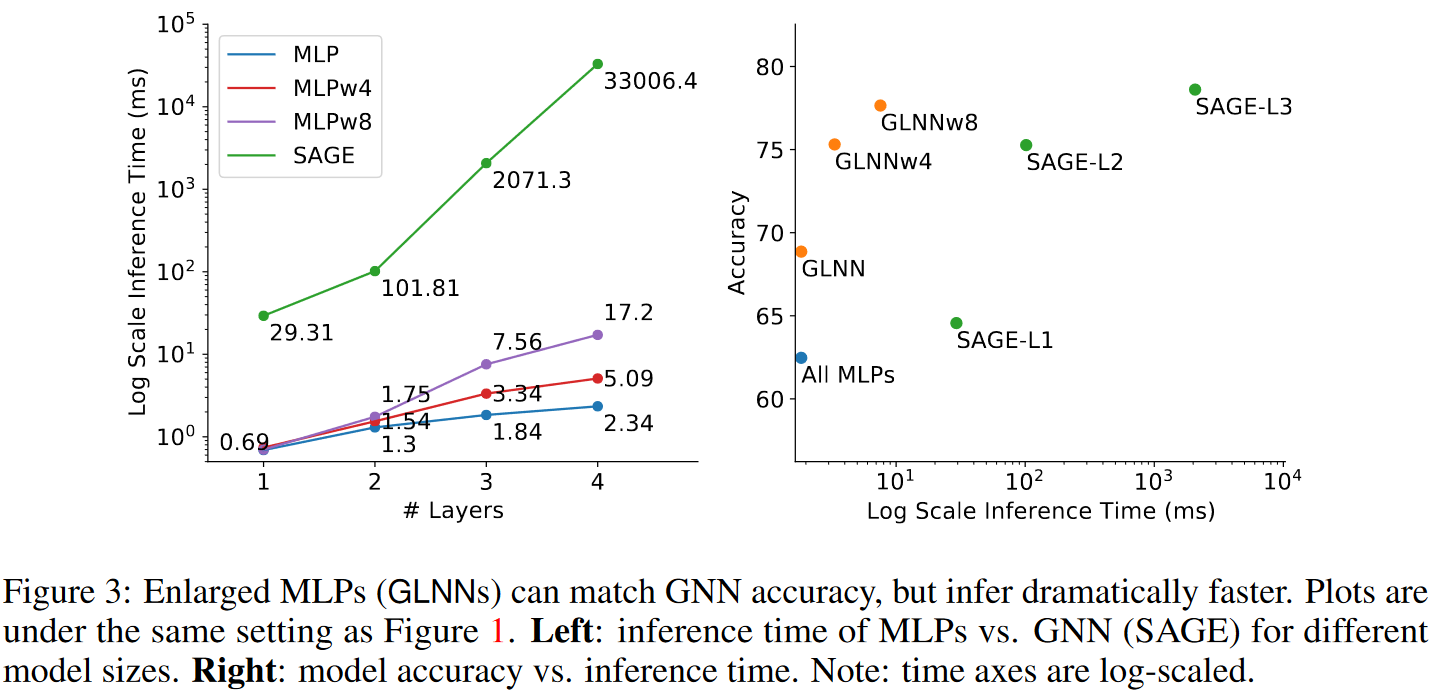 10^5
10^4
10^3
10^2
10^1
10^0
Log Scale Inference Time (ms)
MLP
MLPw4
MLPw8
SAGE
33006.4
2071.3
101.81
29.31
17.2
7.56
1.75
5.09
3.34
1.54
0.69
2.34
1.84
1.3
1 2 3 4
# Layers
80
75
70
65
60
Accuracy
SAGE-L3
GLNNw8
GLNNw4
SAGE-L2
GLNN
SAGE-L1
All MLPs
10^1 10^2 10^3 10^4
Log Scale Inference Time (ms)
Figure 3: Enlarged MLPs (GLNNs) can match GNN accuracy, but infer dramatically faster. Plots are
under the same setting as Figure 1. Left: inference time of MLPs vs. GNN (SAGE) for different
model sizes. Right: model accuracy vs. inference time. Note: time axes are log-scaled.